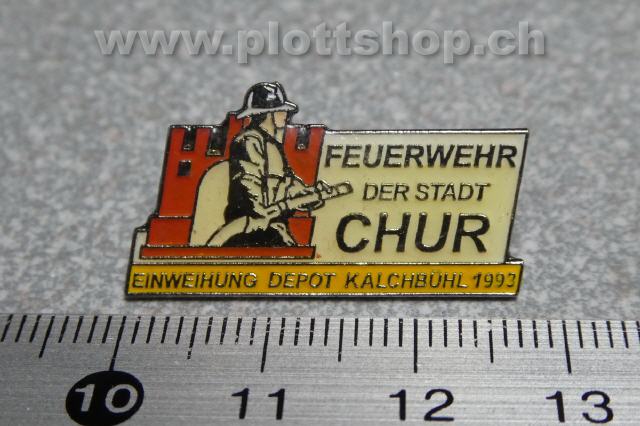 www.plottshop.ch
FEUERWEHR
DER STADT
CHUR
EINWEIHUNG DEPOT KALCHBÜHL 1993
10 11 12 13